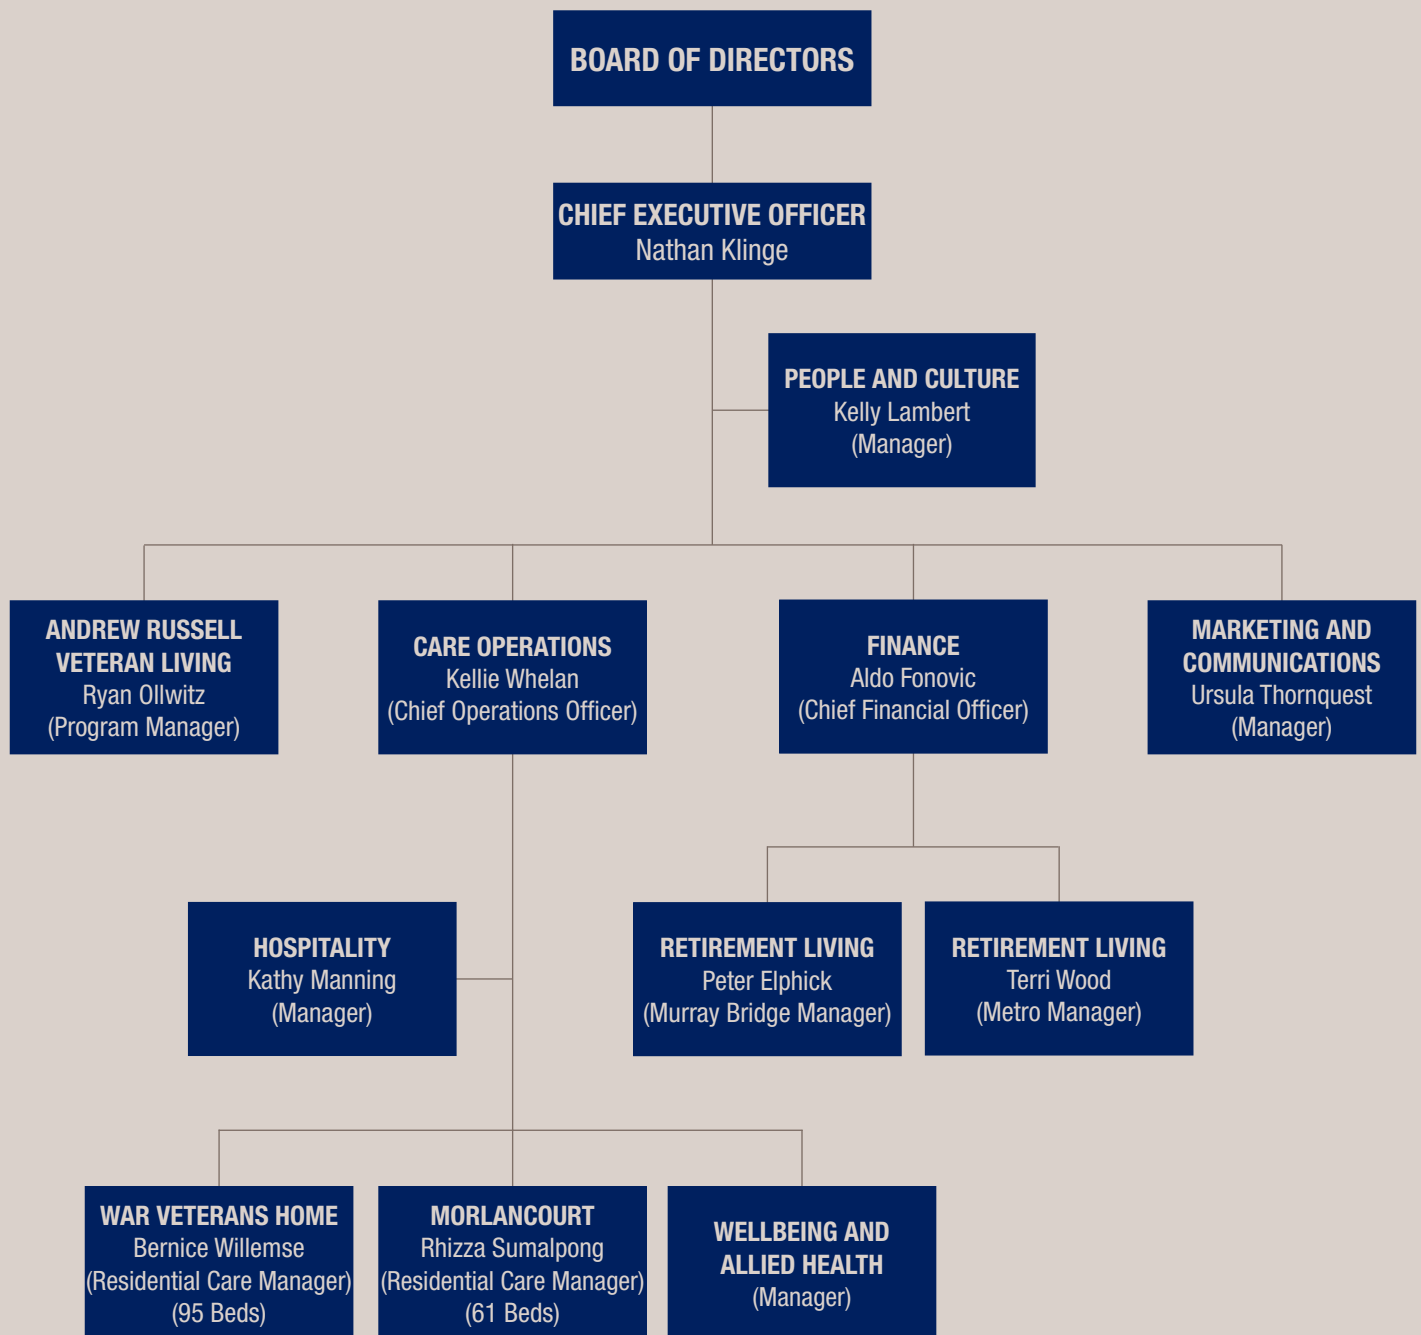 BOARD OF DIRECTORS
CHIEF EXECUTIVE OFFICER
Nathan Klinge
PEOPLE AND CULTURE
Kelly Lambert
(Manager)
ANDREW RUSSELL
VETERAN LIVING
Ryan Ollwitz
(Program Manager)
CARE OPERATIONS
Kellie Whelan
(Chief Operations Officer)
FINANCE
Aldo Fonovic
(Chief Financial Officer)
MARKETING AND
COMMUNICATIONS
Ursula Thornquest
(Manager)
HOSPITALITY
Kathy Manning
(Manager)
RETIREMENT LIVING
Peter Elphick
(Murray Bridge Manager)
RETIREMENT LIVING
Terri Wood
(Metro Manager)
WAR VETERANS HOME
Bernice Willemse
(Residential Care Manager)
(95 Beds)
MORLANCOURT
Rhizza Sumalpong
(Residential Care Manager)
(61 Beds)
WELLBEING AND
ALLIED HEALTH
(Manager)